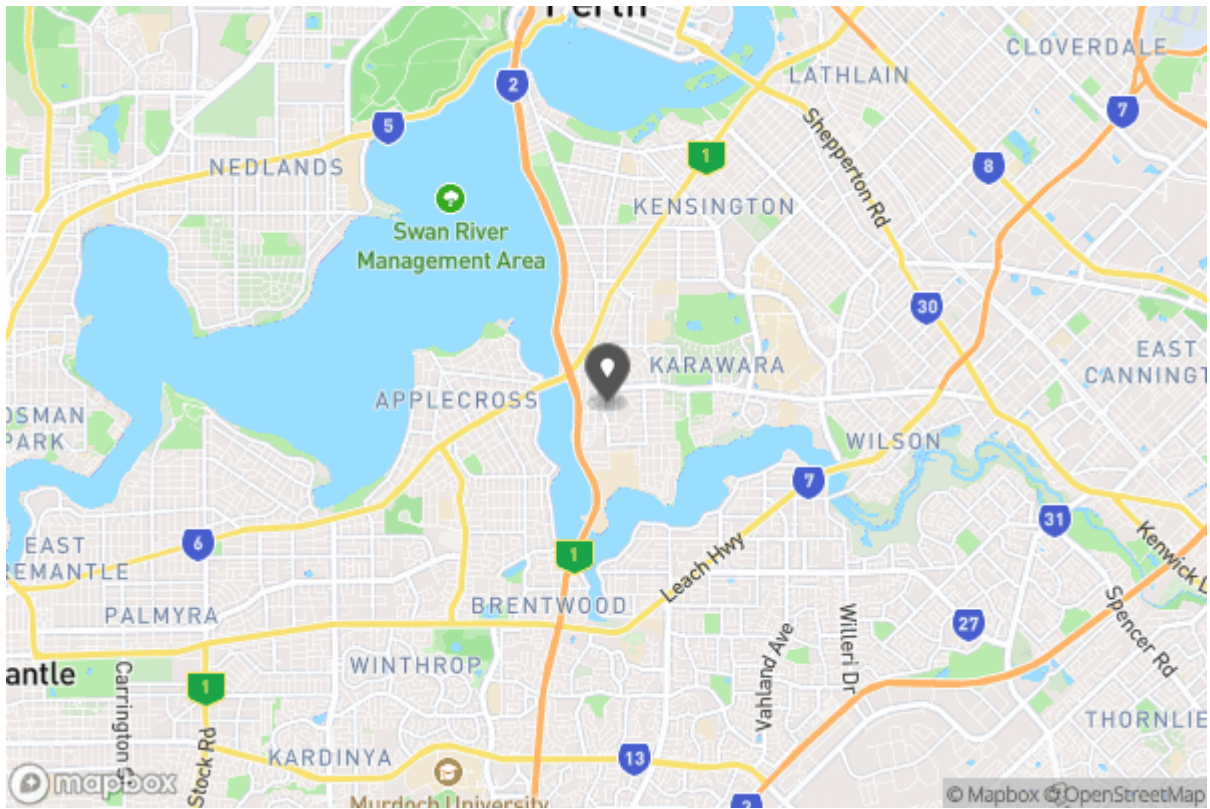 Perth
CLOVERDALE
LATHLAIN
2
7
5
Shepperton Rd
1
8
NEDLANDS
KENSINGTON
Swan River
Management Area
30
KARAWARA
EAST
CANNINGT
APPLECROSS
OSMAN
PARK
WILSON
7
31
6
EAST
REMANTLE
1
Leach Hwy
Kenwick
BRENTWOOD
PALMYRA
27
Spencer Rd
Willeri Dr
Vahland Ave
WINTHROP
antle
1
Carrington St
Stock Rd
THORNLIE
KARDINYA
13
Murdoch University
2
mapbox
© Mapbox © OpenStreetMap